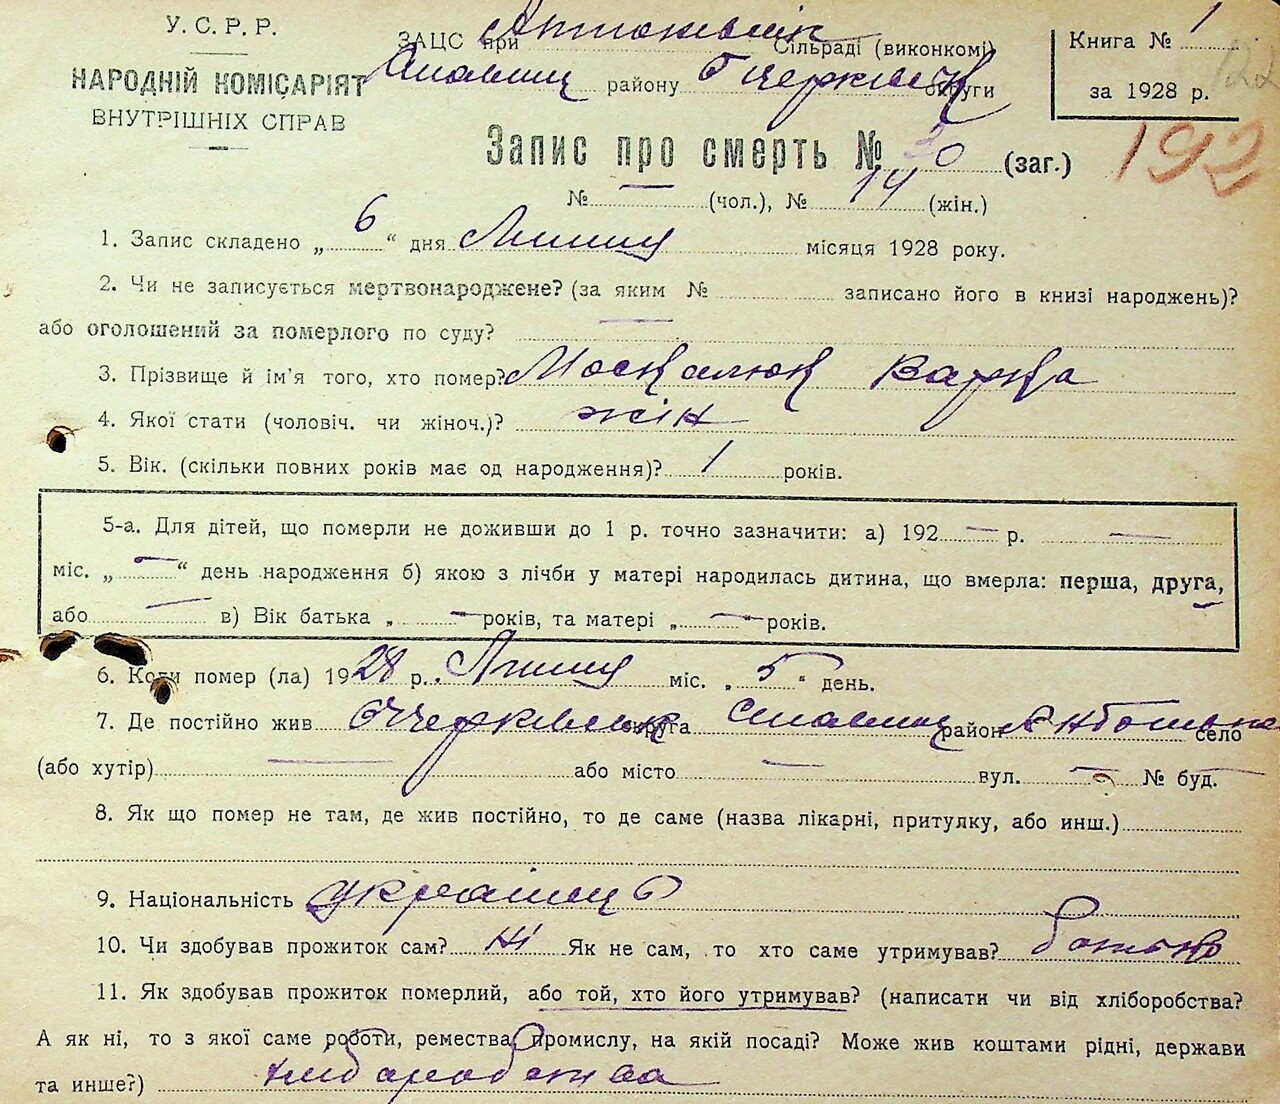 У. С. Р. Р.
НАРОДНІЙ КОМІСАРІЯТ
ВНУТРІШНІХ СПРАВ
ЗАЦС при Сільраді (виконкомі)
району округи
Книга № 1
за 1928 р.
192
Запис про смерть № 20 (заг.)
№ — (чол.), № 14 (жін.)
1. Запис складено „ 6 “ дня Липня місяця 1928 року.
2. Чи не записується мертвонароджене? (за яким № записано його в книзі народжень)?
або оголошений за померлого по суду? —
3. Прізвище й ім’я того, хто помер? Москалюк Варка
4. Якої стати (чоловіч. чи жіноч.)? жін
5. Вік. (скільки повних років має од народження)? 1 років.
5-а. Для дітей, що померли не доживши до 1 р. точно зазначити: а) 192 — р. —
міс. „ — “ день народження б) якою з лічби у матері народилась дитина, що вмерла: перша, друга,
або — в) Вік батька „ — років, та матері „ — “ років.
6. Коли помер (ла) 1928 р. Липня міс. „ 5 “ день.
7. Де постійно жив округа район село
(або хутір) — або місто — вул. — № буд.
8. Як що помер не там, де жив постійно, то де саме (назва лікарні, притулку, або инш.)
9. Національність
10. Чи здобував прожиток сам? Ні Як не сам, то хто саме утримував? батько
11. Як здобував прожиток померлий, або той, хто його утримував? (написати чи від хліборобства?
А як ні, то з якої саме роботи, ремества, промислу, на якій посаді? Може жив коштами рідні, держави
та инше?) хліборобства